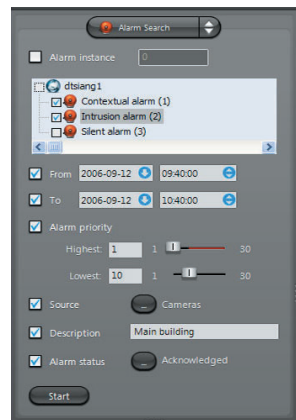 Alarm Search
Alarm instance 0
dtsiang1
Contextual alarm (1)
Intrusion alarm (2)
Silent alarm (3)
From 2006-09-12 09:40:00
To 2006-09-12 10:40:00
Alarm priority
Highest: 1 1 30
Lowest: 10 1 30
Source ... Cameras
Description Main building
Alarm status ... Acknowledged
Start